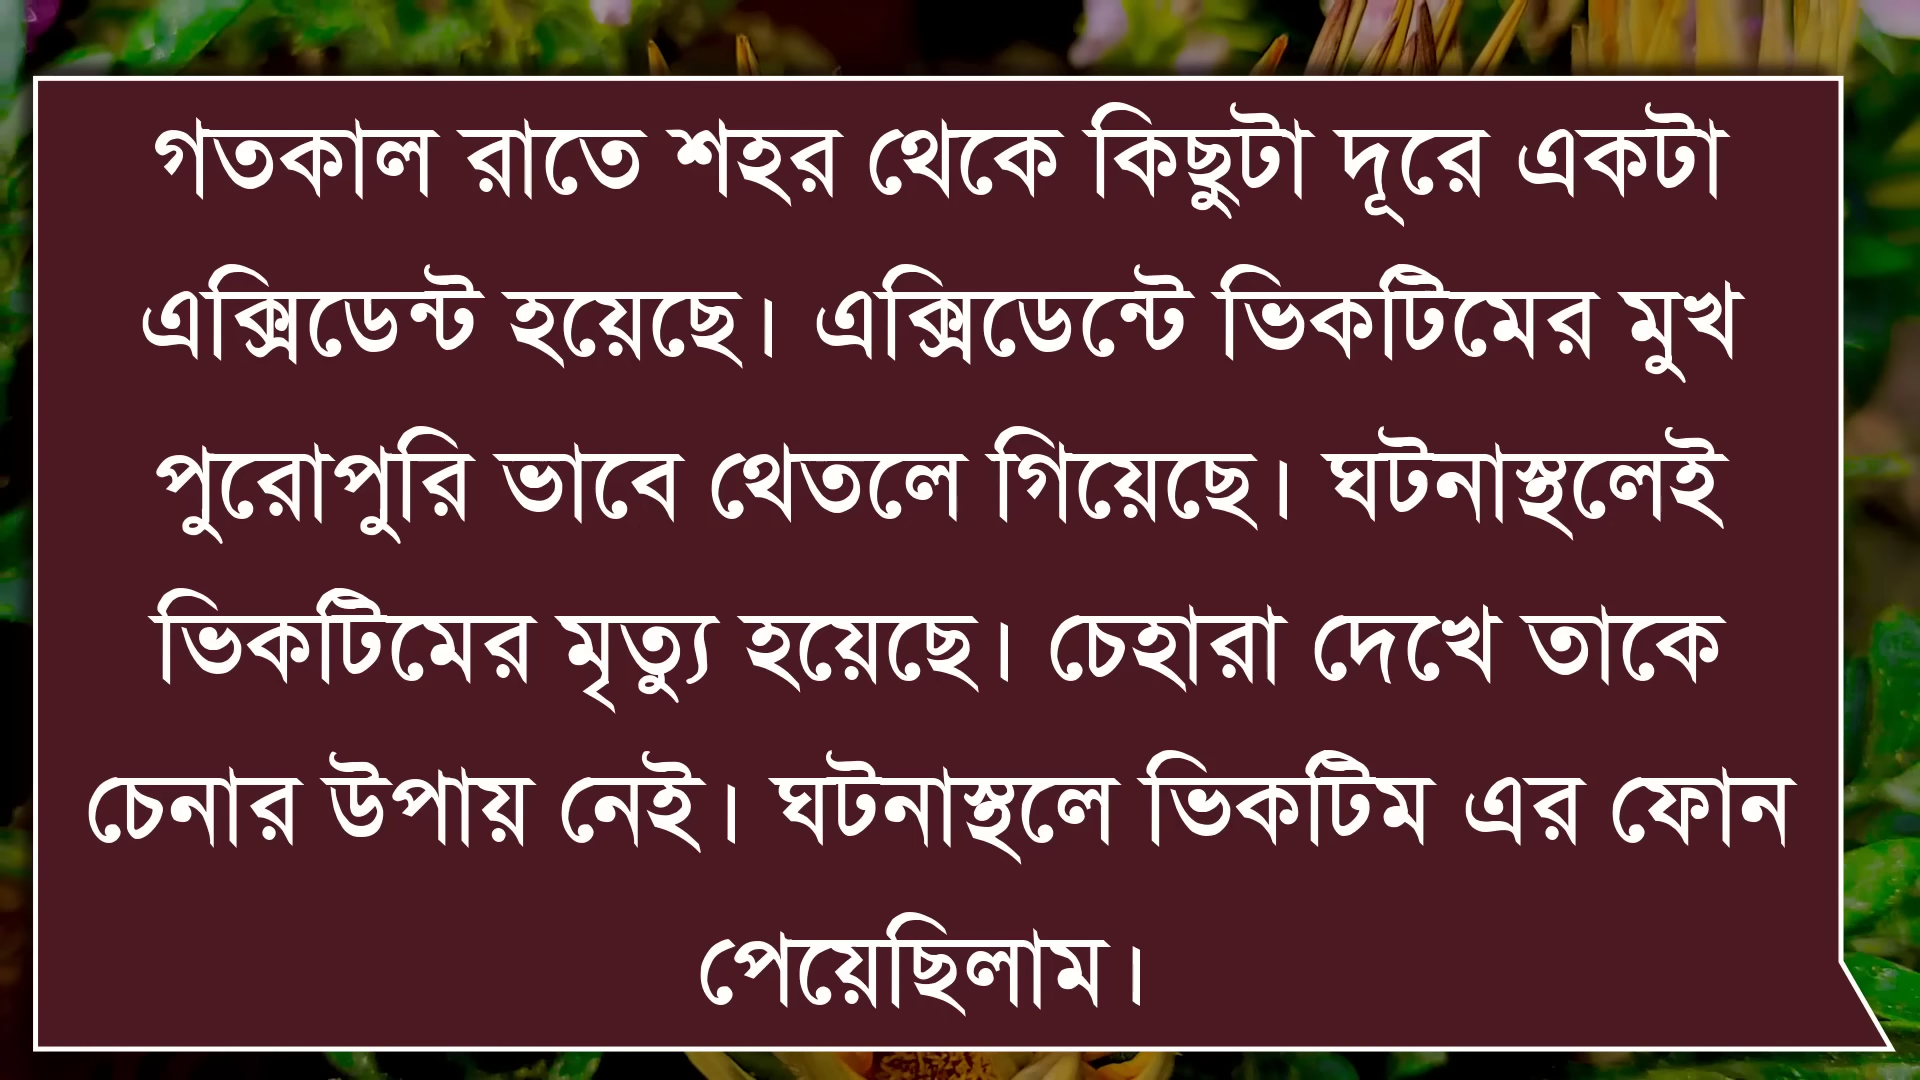 গতকাল রাতে শহর থেকে কিছুটা দূরে একটা
এক্সিডেন্ট হয়েছে। এক্সিডেন্টে ভিকটিমের মুখ
পুরোপুরি ভাবে থেতলে গিয়েছে। ঘটনাস্থলেই
ভিকটিমের মৃত্যু হয়েছে। চেহারা দেখে তাকে
চেনার উপায় নেই। ঘটনাস্থলে ভিকটিম এর ফোন
পেয়েছিলাম।